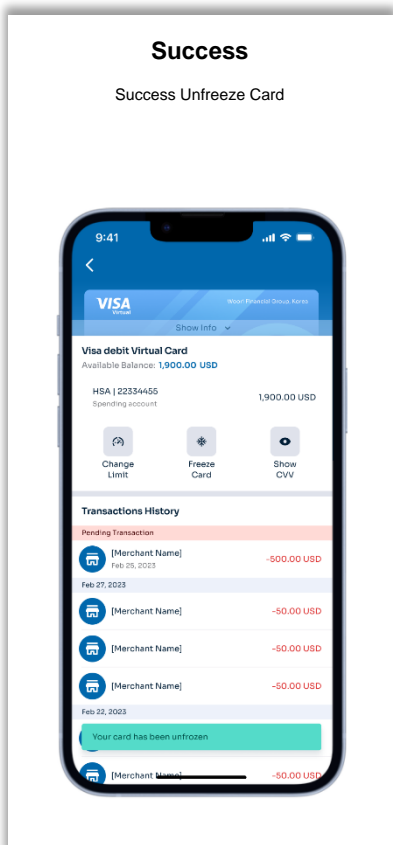 Success
Success Unfreeze Card
9:41
VISA
Virtual
Woori Financial Group, Korea
Show Info
Visa debit Virtual Card
Available Balance: 1,900.00 USD
HSA | 22334455
1,900.00 USD
Spending account
Change Limit
Freeze Card
Show CVV
Transactions History
Pending Transaction
[Merchant Name]
-500.00 USD
Feb 25, 2023
Feb 27, 2023
[Merchant Name]
-50.00 USD
[Merchant Name]
-50.00 USD
[Merchant Name]
-50.00 USD
Feb 22, 2023
Your card has been unfrozen
[Merchant Name]
-50.00 USD